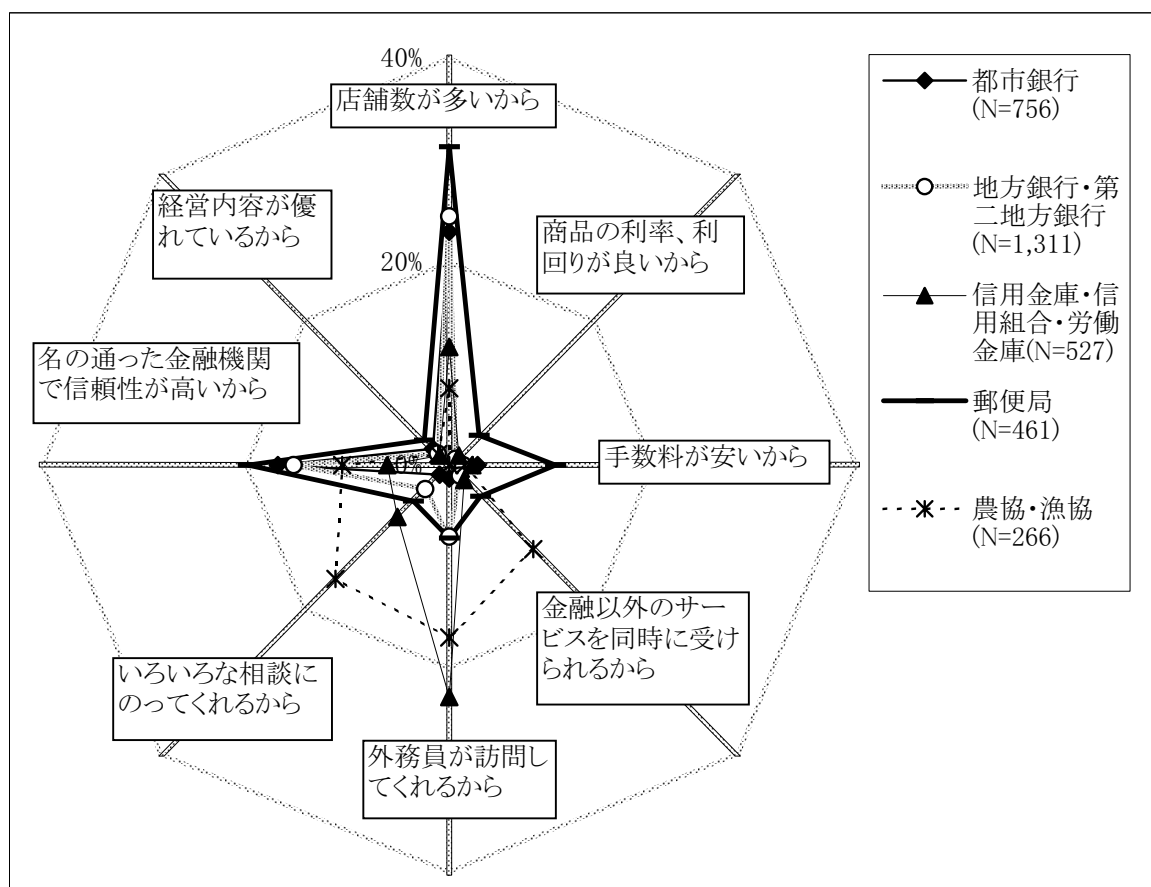 40%
店舗数が多いから
経営内容が優
れているから
商品の利率、利
回りが良いから
20%
名の通った金融機関
で信頼性が高いから
0%
手数料が安いから
金融以外のサー
ビスを同時に受け
られるから
いろいろな相談に
のってくれるから
外務員が訪問し
てくれるから
都市銀行
(N=756)
地方銀行・第
二地方銀行
(N=1,311)
信用金庫・信
用組合・労働
金庫(N=527)
郵便局
(N=461)
農協・漁協
(N=266)